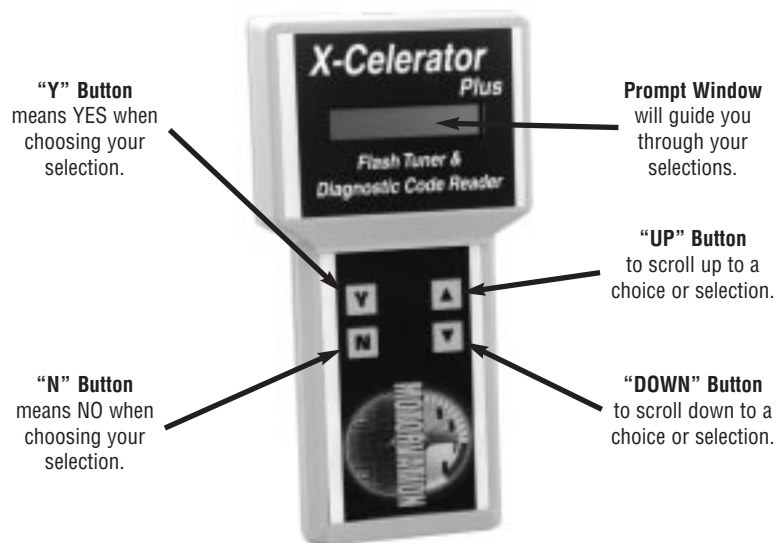 “Y” Button
means YES when
choosing your
selection.
X-Celerator
Plus
Flash Tuner &
Diagnostic Code Reader
Prompt Window
will guide you
through your
selections.
“UP” Button
to scroll up to a
choice or selection.
Y
N
“N” Button
means NO when
choosing your
selection.
“DOWN” Button
to scroll down to a
choice or selection.
MOTORVATION